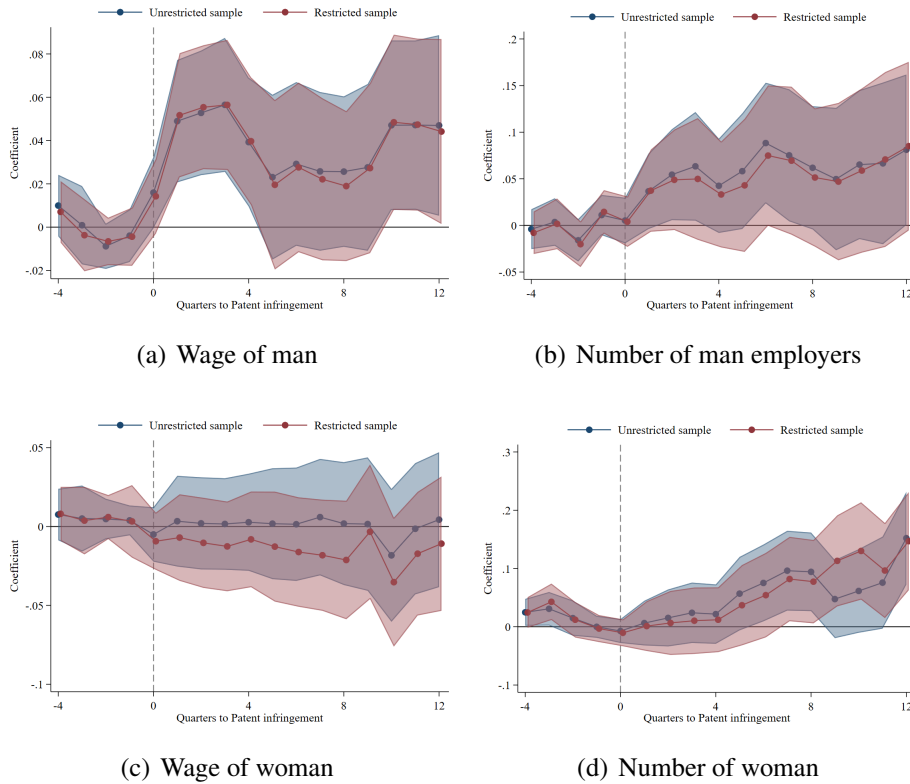 Unrestricted sample Restricted sample
Coefficient
.08
.06
.04
.02
0
-.02
-4 0 4 8 12
Quarters to Patent infringement
(a) Wage of man
Unrestricted sample Restricted sample
Coefficient
.2
.15
.1
.05
0
-.05
-4 0 4 8 12
Quarters to Patent infringement
(b) Number of man employers
Unrestricted sample Restricted sample
Coefficient
.05
0
-.05
-.1
-4 0 4 8 12
Quarters to Patent infringement
(c) Wage of woman
Unrestricted sample Restricted sample
Coefficient
.3
.2
.1
0
-.1
-4 0 4 8 12
Quarters to Patent infringement
(d) Number of woman